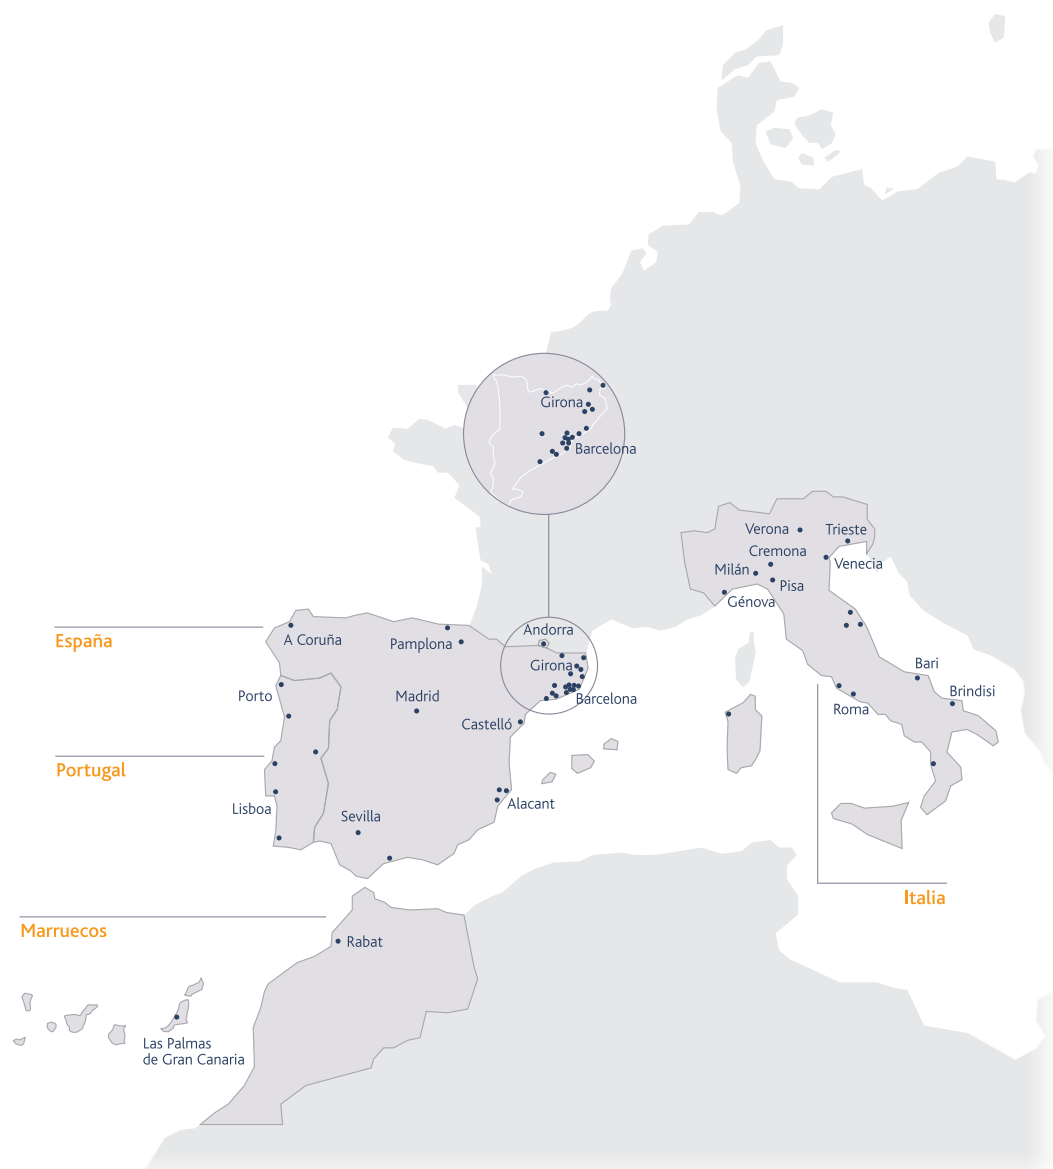 Girona
Barcelona
Verona
Trieste
Cremona
Venecia
Milán
Pisa
Génova
España
A Coruña
Pamplona
Andorra
Girona
Barcelona
Bari
Brindisi
Roma
Porto
Madrid
Castelló
Portugal
Lisboa
Sevilla
Alacant
Italia
Marruecos
Rabat
Las Palmas
de Gran Canaria